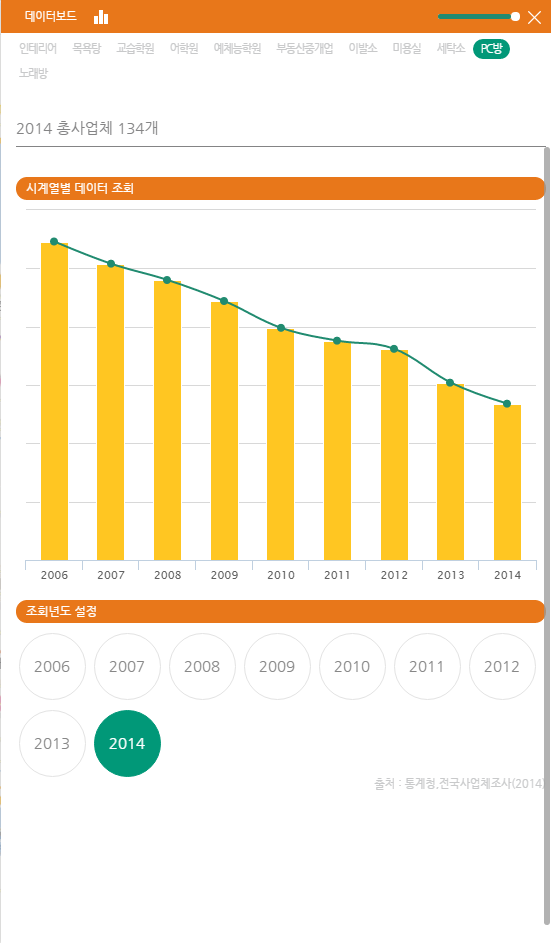 데이터보드
인테리어 목욕탕 교습학원 어학원 예체능학원 부동산중개업 이발소 미용실 세탁소 PC방
노래방
2014 총사업체 134개
시계열별 데이터 조회
2006 2007 2008 2009 2010 2011 2012 2013 2014
조회년도 설정
2006 2007 2008 2009 2010 2011 2012
2013 2014
출처 : 통계청,전국사업체조사(2014)